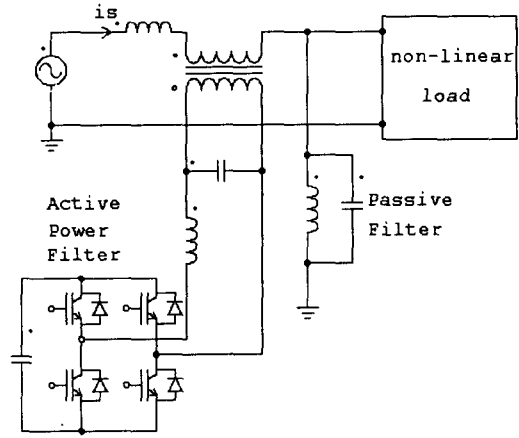 is
non-linear
load
Active
Power
Filter
Passive
Filter